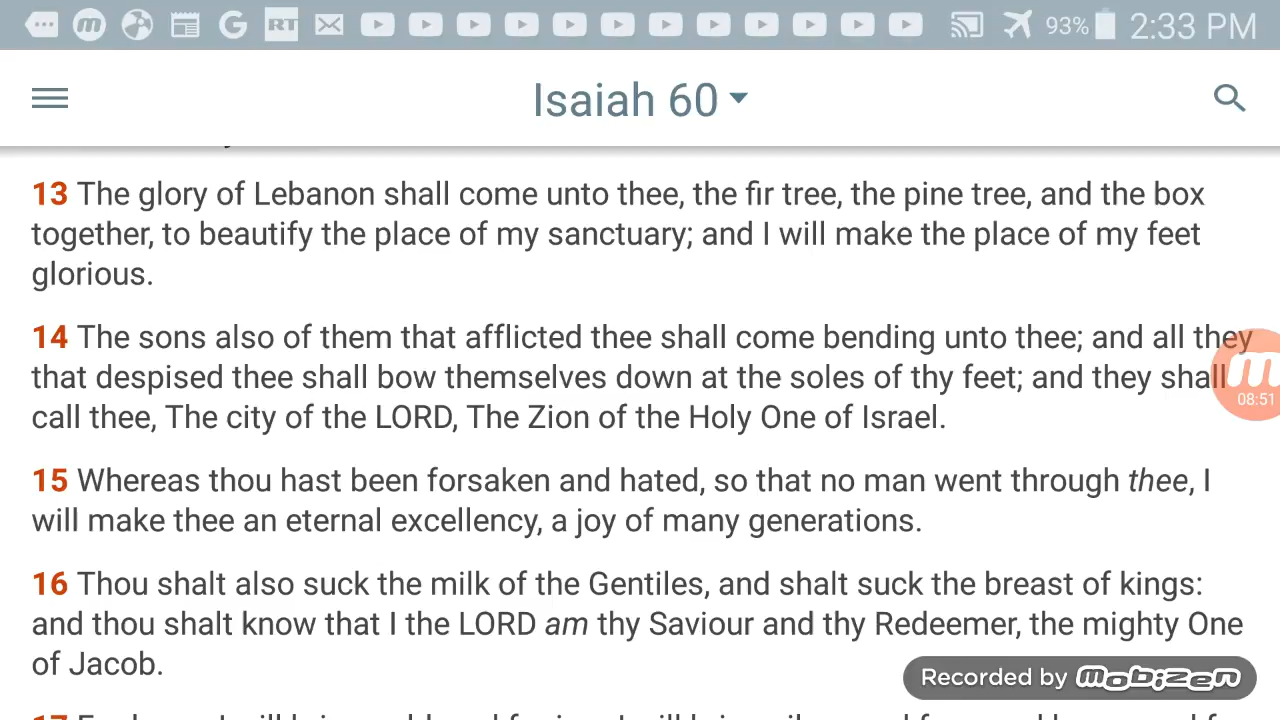 RT 93% 2:33 PM
Isaiah 60
13 The glory of Lebanon shall come unto thee, the fir tree, the pine tree, and the box
together, to beautify the place of my sanctuary; and I will make the place of my feet
glorious.
14 The sons also of them that afflicted thee shall come bending unto thee; and all they
that despised thee shall bow themselves down at the soles of thy feet; and they shall
call thee, The city of the LORD, The Zion of the Holy One of Israel.
08:51
15 Whereas thou hast been forsaken and hated, so that no man went through thee, I
will make thee an eternal excellency, a joy of many generations.
16 Thou shalt also suck the milk of the Gentiles, and shalt suck the breast of kings:
and thou shalt know that I the LORD am thy Saviour and thy Redeemer, the mighty One
of Jacob.
Recorded by mobizen